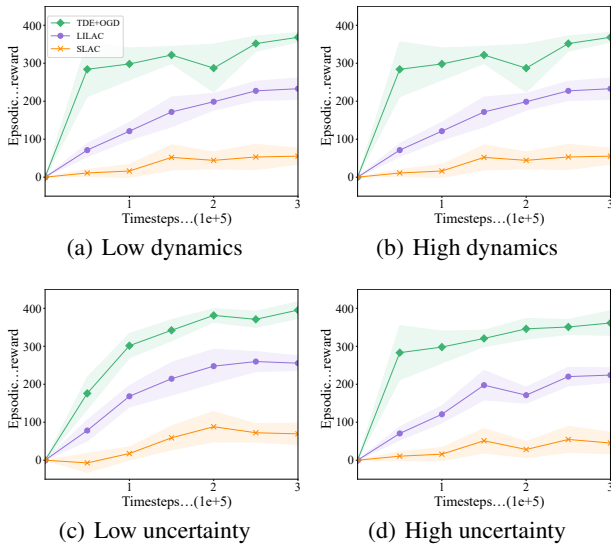 TDE+OGD
LILAC
SLAC
400
300
200
100
0
Epsodic...reward
1 2 3
Timesteps...(1e+5)
(a) Low dynamics
400
300
200
100
0
Epsodic...reward
1 2 3
Timesteps...(1e+5)
(b) High dynamics
400
300
200
100
0
Epsodic...reward
1 2 3
Timesteps...(1e+5)
(c) Low uncertainty
400
300
200
100
0
Epsodic...reward
1 2 3
Timesteps...(1e+5)
(d) High uncertainty